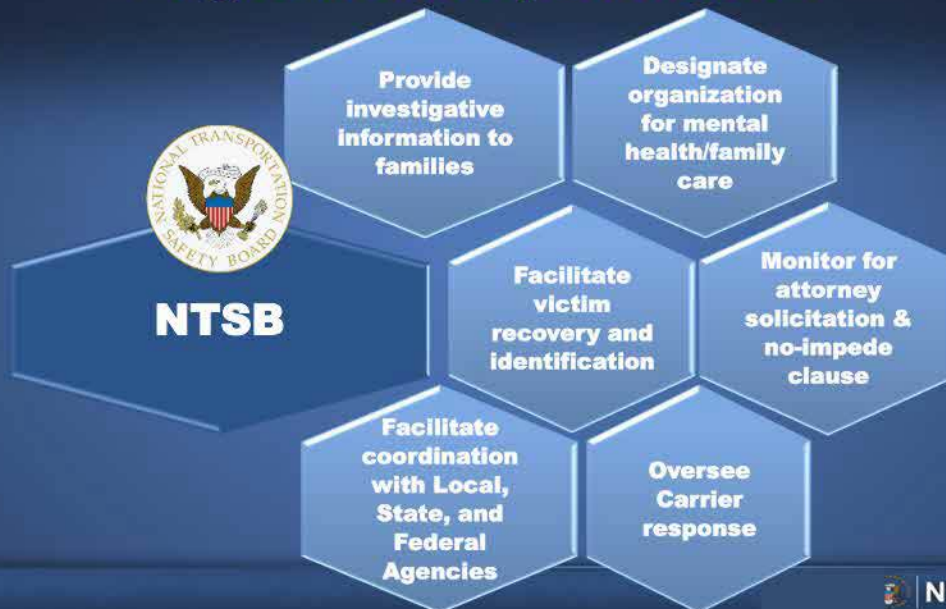 Provide
investigative
information to
families
Designate
organization
for mental
health/family
care
NATIONAL TRANSPORTATION
SAFETY BOARD
NTSB
Facilitate
victim
recovery and
identification
Monitor for
attorney
solicitation &
no-impede
clause
Facilitate
coordination
with Local,
State, and
Federal
Agencies
Oversee
Carrier
response
N